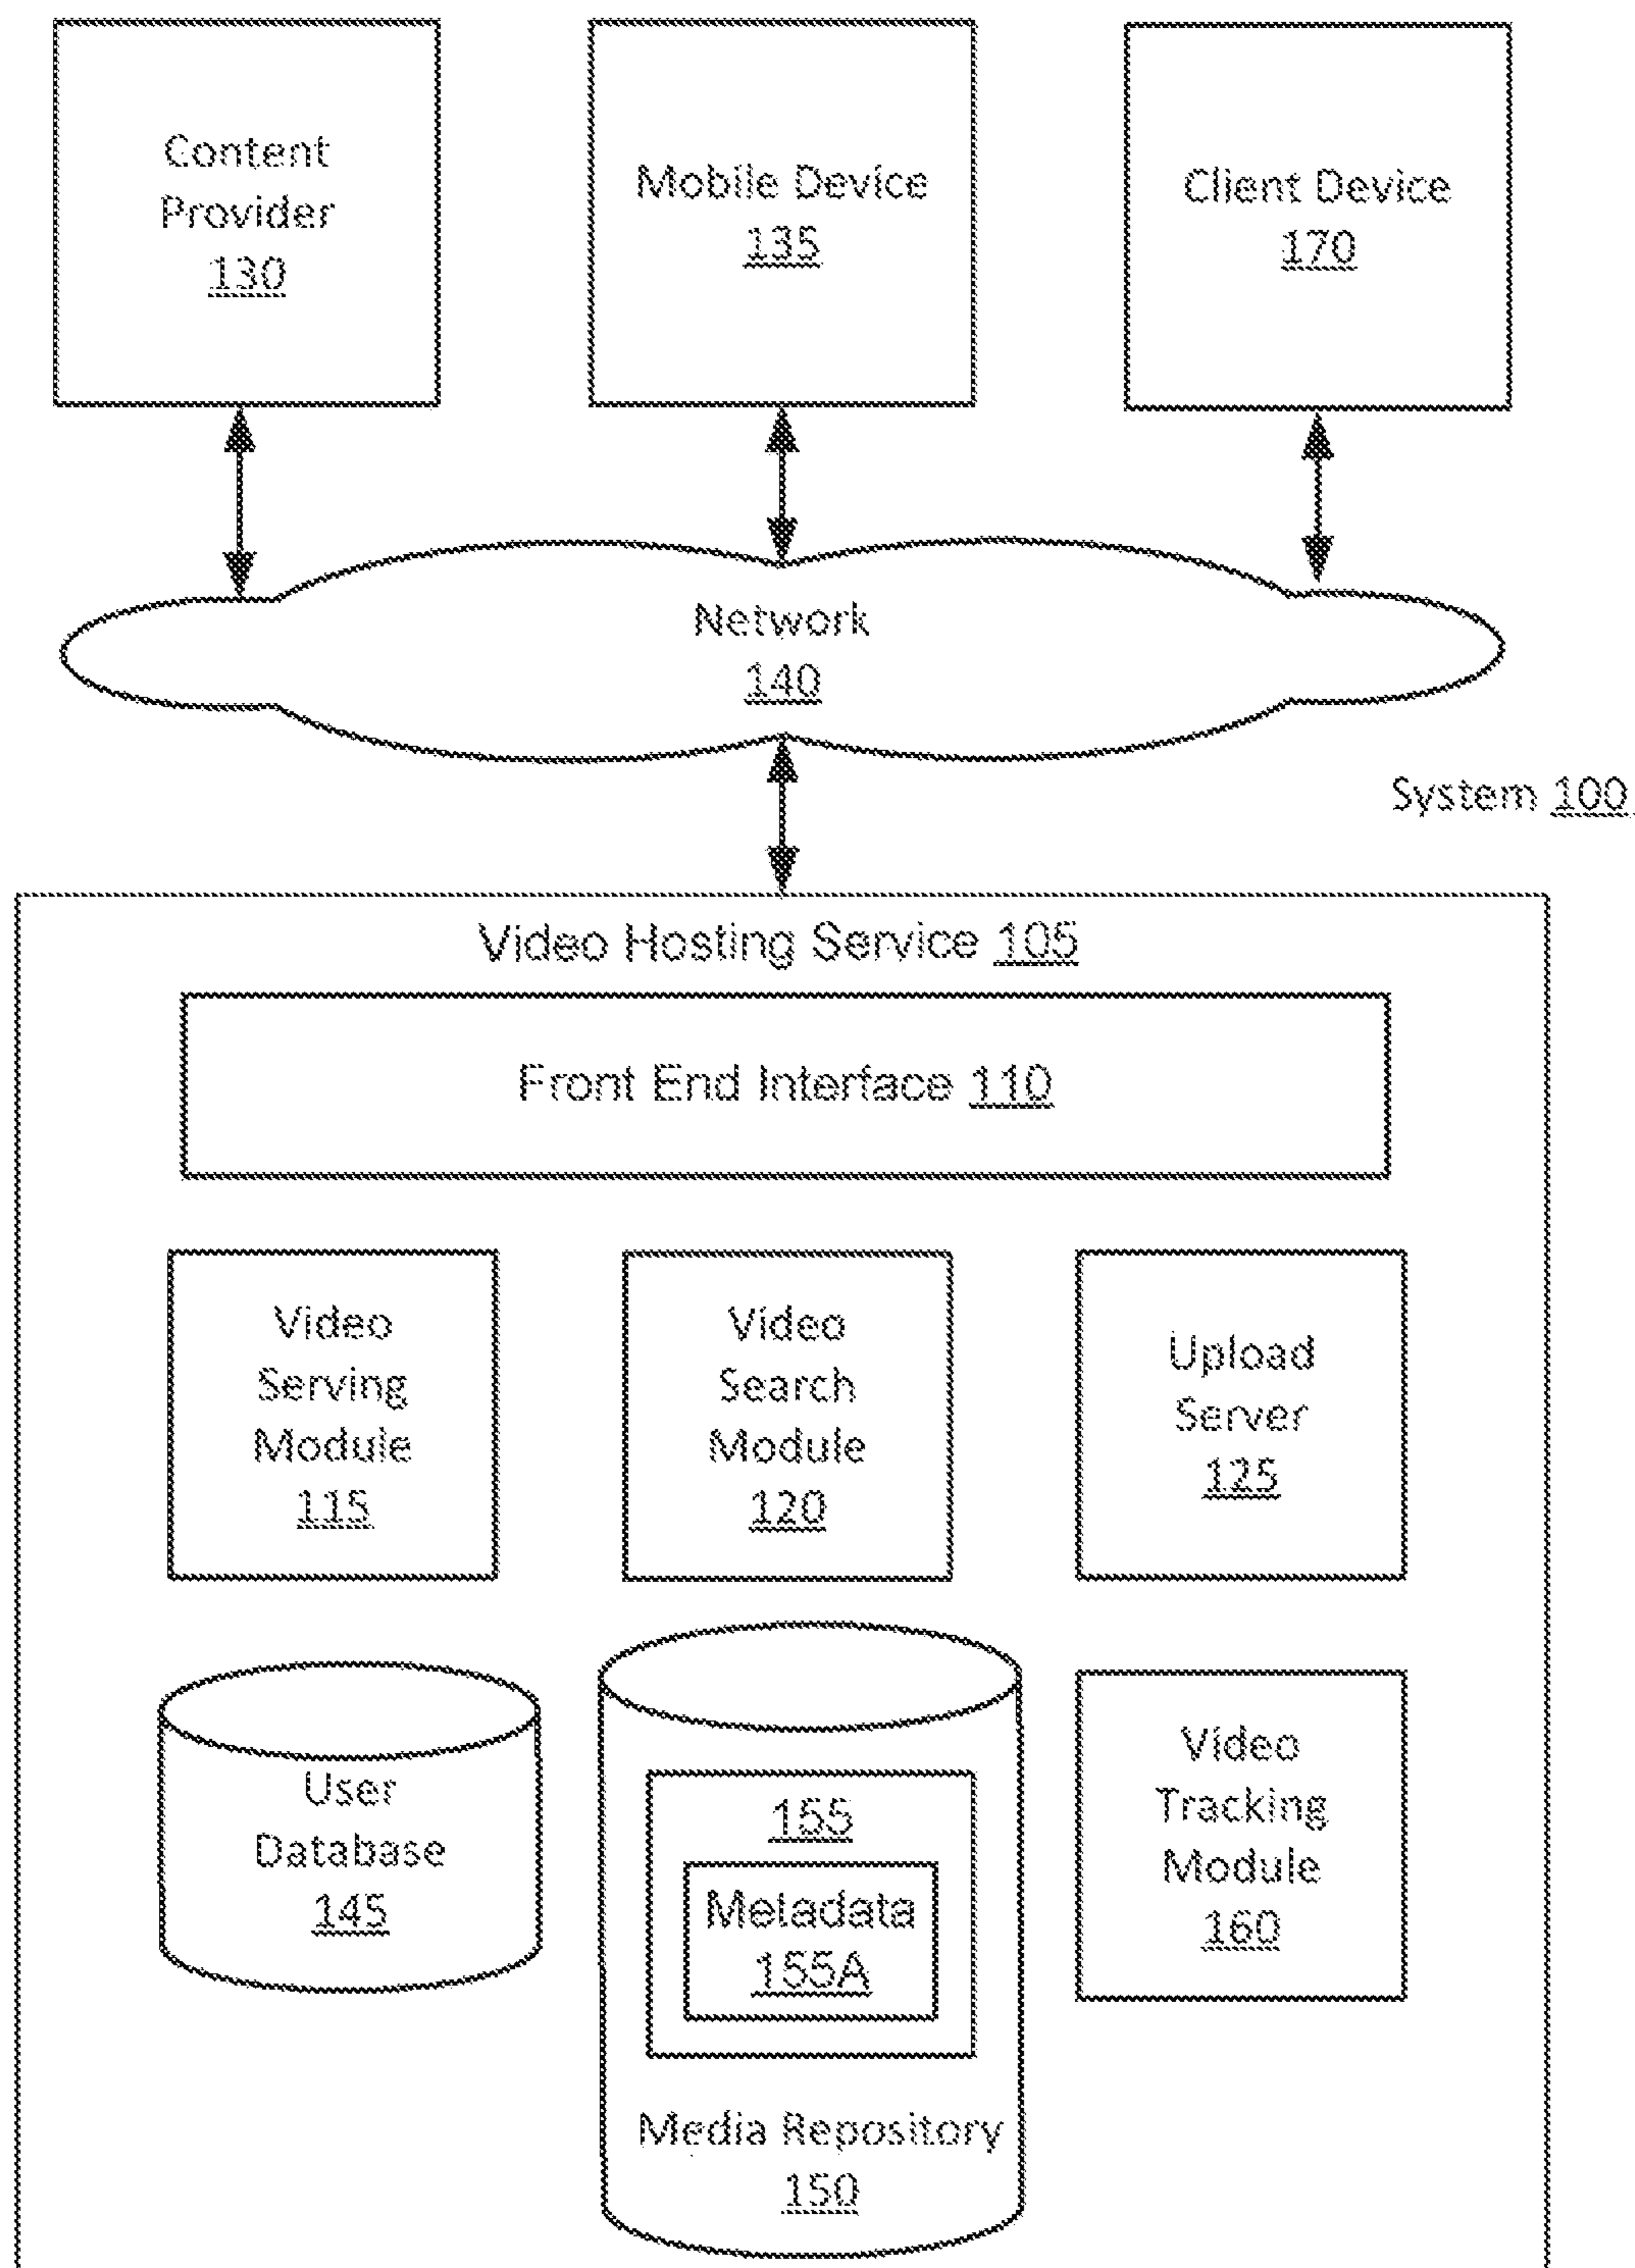 Content
Provider
130
Mobile Device
135
Client Device
170
Network
140
System 100
Video Hosting Service 105
Front End Interface 110
Video
Serving
Module
115
Video
Search
Module
120
Upload
Server
125
User
Database
145
155
Metadata
155A
Media Repository
150
Video
Tracking
Module
160